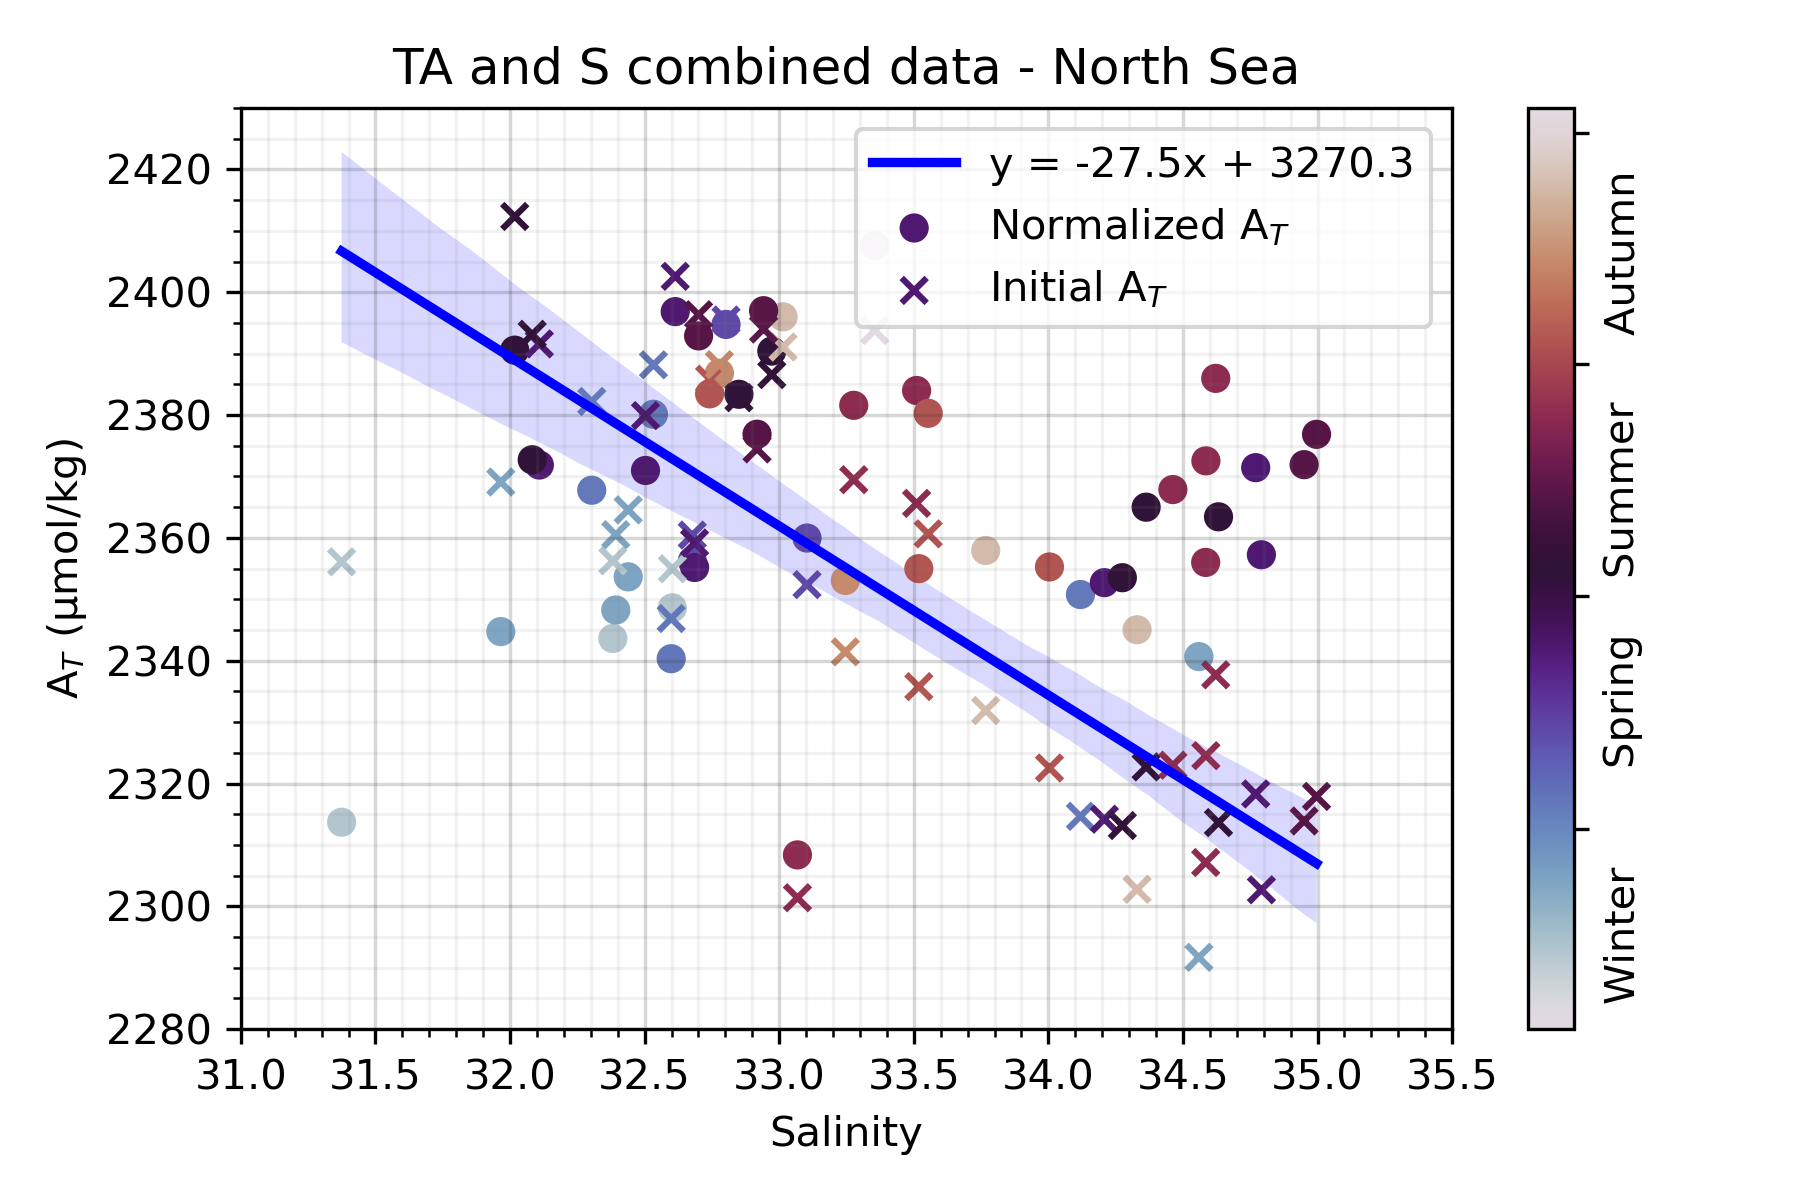 TA and S combined data - North Sea
y = -27.5x + 3270.3
Normalized A_T
Initial A_T
A_T (μmol/kg)
2420
2400
2380
2360
2340
2320
2300
2280
31.0 31.5 32.0 32.5 33.0 33.5 34.0 34.5 35.0 35.5
Salinity
Autumn
Summer
Spring
Winter